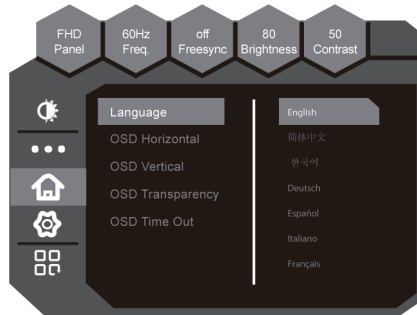 FHD
Panel
60Hz
Freq.
off
Freesync
80
Brightness
50
Contrast
Language
OSD Horizontal
OSD Vertical
OSD Transparency
OSD Time Out
English
简体中文
한국어
Deutsch
Español
Italiano
Français